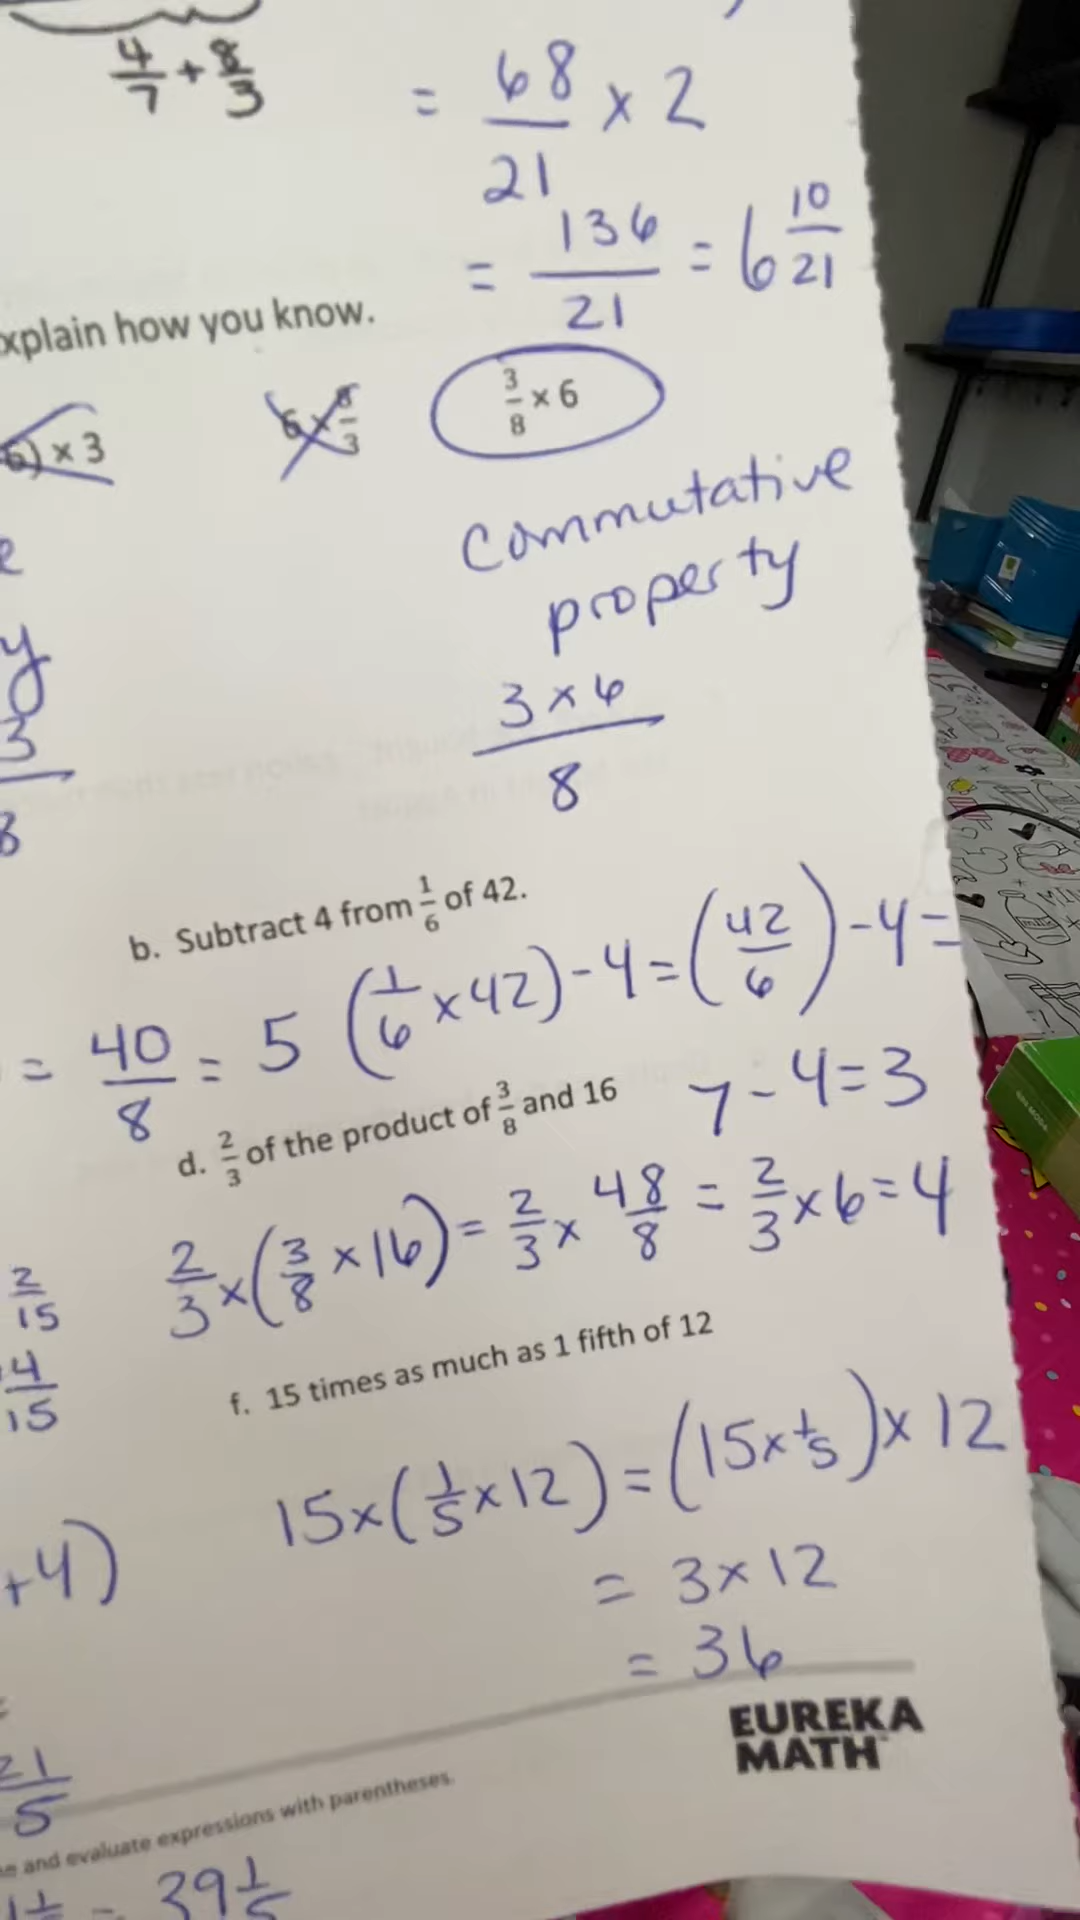 4/7 + 8/3
= 68/21 × 2
= 136/21 = 6 10/21
xplain how you know.
6) × 3
6 × 8/3
3/8 × 6
Commutative
property
3 × 6
8
b. Subtract 4 from 1/6 of 42.
(1/6 × 42) - 4 = (42/6) - 4 =
= 40/8 = 5
7 - 4 = 3
d. 2/3 of the product of 3/8 and 16
2/3 × (3/8 × 16) = 2/3 × 48/8 = 2/3 × 6 = 4
2/15
4/15
f. 15 times as much as 1 fifth of 12
15 × (1/5 × 12) = (15 × 1/5) × 12
= 3 × 12
= 36
+4)
EUREKA
MATH
21/5
and evaluate expressions with parentheses.
39 1/5